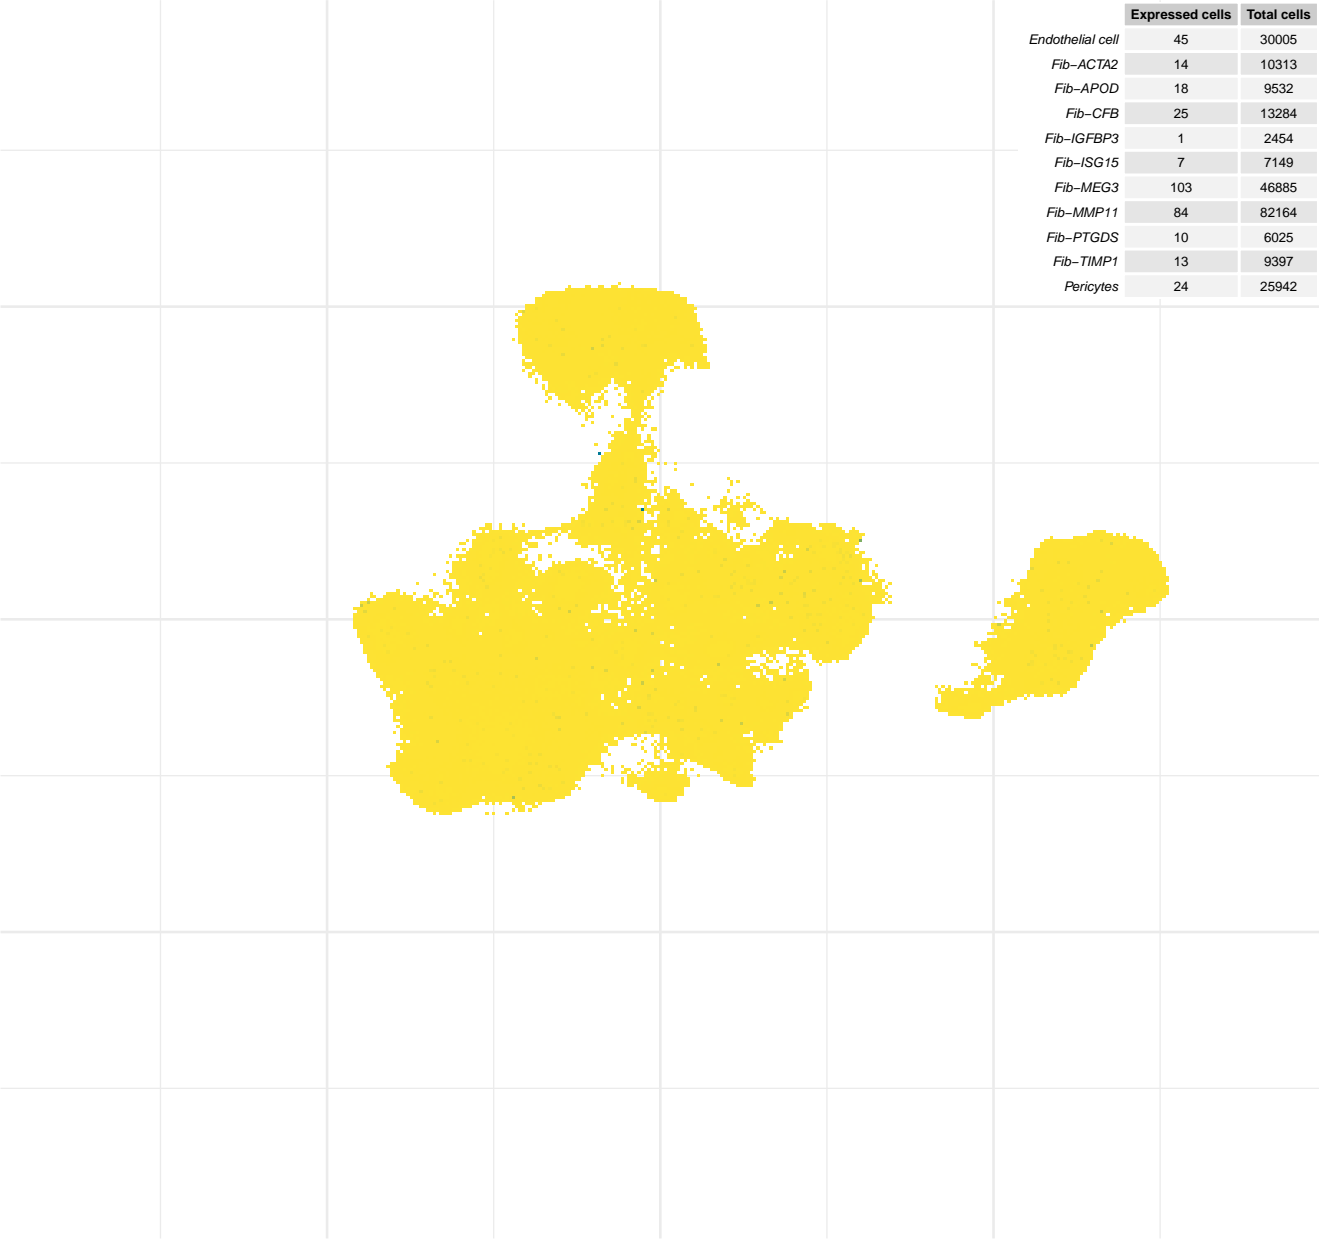 Expressed cells Total cells
Endothelial cell 45 30005
Fib−ACTA2 14 10313
Fib−APOD 18 9532
Fib−CFB 25 13284
Fib−IGFBP3 1 2454
Fib−ISG15 7 7149
Fib−MEG3 103 46885
Fib−MMP11 84 82164
Fib−PTGDS 10 6025
Fib−TIMP1 13 9397
Pericytes 24 25942